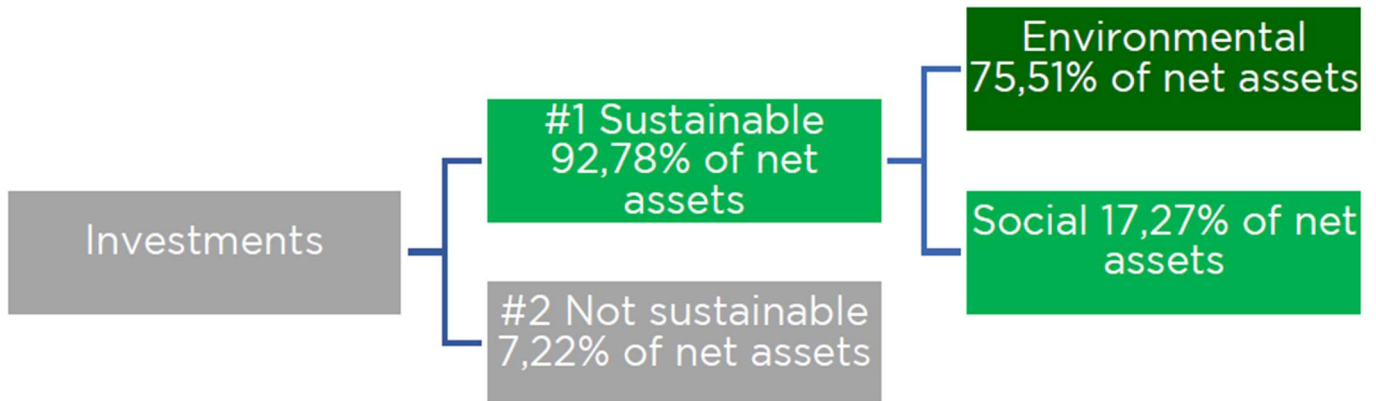 Investments
#1 Sustainable
92,78% of net
assets
#2 Not sustainable
7,22% of net assets
Environmental
75,51% of net assets
Social 17,27% of net
assets